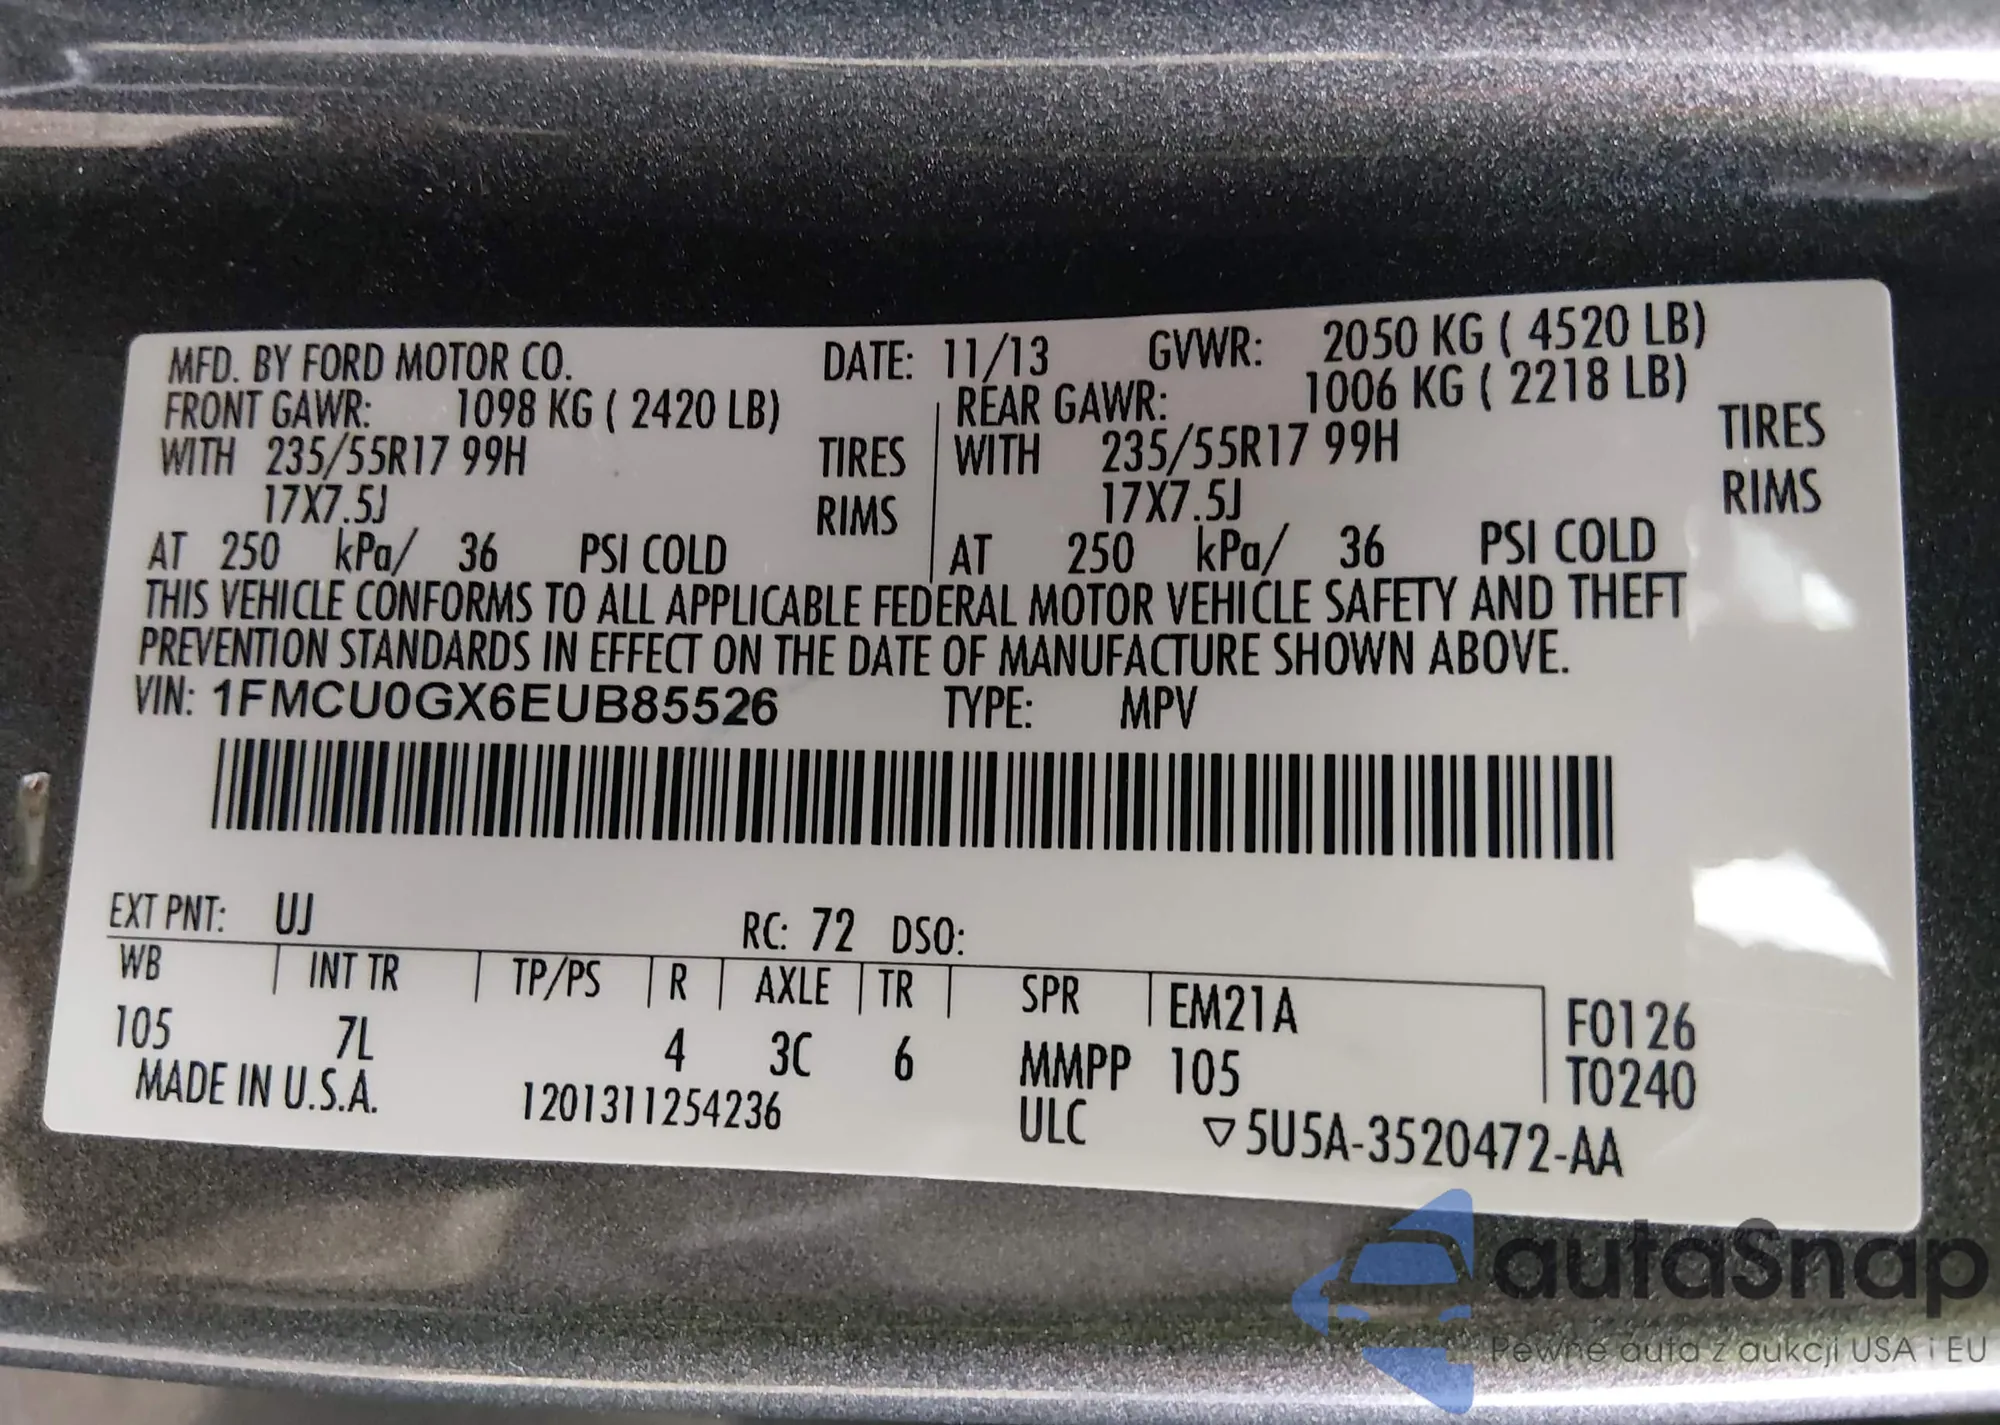 MFD. BY FORD MOTOR CO. DATE: 11/13 GVWR: 2050 KG ( 4520 LB)
FRONT GAWR: 1098 KG ( 2420 LB) REAR GAWR: 1006 KG ( 2218 LB)
WITH 235/55R17 99H TIRES WITH 235/55R17 99H TIRES
17X7.5J RIMS 17X7.5J RIMS
AT 250 kPa/ 36 PSI COLD AT 250 kPa/ 36 PSI COLD
THIS VEHICLE CONFORMS TO ALL APPLICABLE FEDERAL MOTOR VEHICLE SAFETY AND THEFT
PREVENTION STANDARDS IN EFFECT ON THE DATE OF MANUFACTURE SHOWN ABOVE.
VIN: 1FMCU0GX6EUB85526 TYPE: MPV
EXT PNT: UJ RC: 72 DSO:
WB INT TR TP/PS R AXLE TR SPR EM21A F0126
105 7L 4 3C 6 MMPP 105 T0240
MADE IN U.S.A. 1201311254236 ULC ▽5U5A-3520472-AA
autaSnap
Pewne auta z aukcji USA i EU